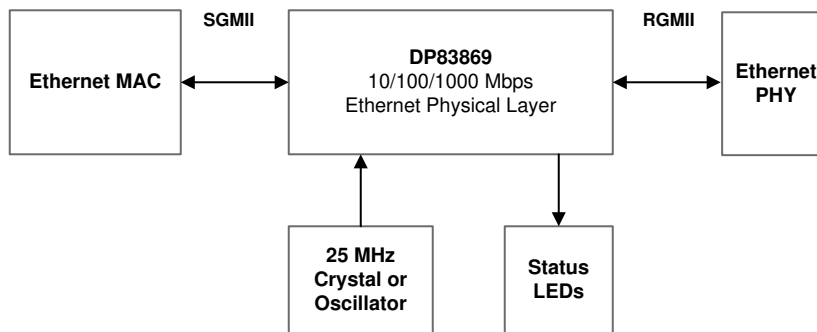 SGMII
RGMII
Ethernet MAC
DP83869
10/100/1000 Mbps
Ethernet Physical Layer
Ethernet
PHY
25 MHz
Crystal or
Oscillator
Status
LEDs